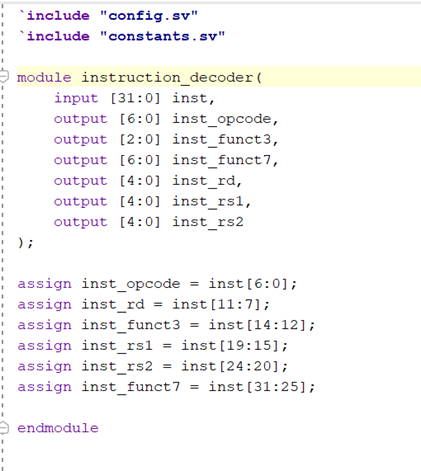 `include "config.sv"
`include "constants.sv"
module instruction_decoder(
input [31:0] inst,
output [6:0] inst_opcode,
output [2:0] inst_funct3,
output [6:0] inst_funct7,
output [4:0] inst_rd,
output [4:0] inst_rs1,
output [4:0] inst_rs2
);
assign inst_opcode = inst[6:0];
assign inst_rd = inst[11:7];
assign inst_funct3 = inst[14:12];
assign inst_rs1 = inst[19:15];
assign inst_rs2 = inst[24:20];
assign inst_funct7 = inst[31:25];
endmodule